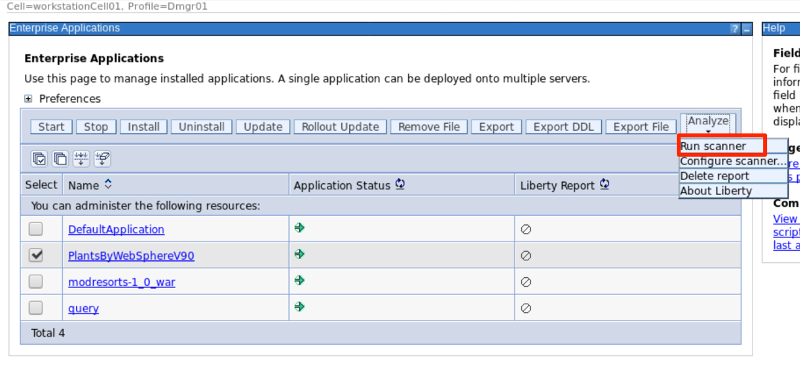 Cell=workstationCell01, Profile=Dmgr01
Enterprise Applications ? Help
Enterprise Applications
Use this page to manage installed applications. A single application can be deployed onto multiple servers.
Preferences
Start Stop Install Uninstall Update Rollout Update Remove File Export Export DDL Export File Analyze
Run scanner
Configure scanner...
Delete report
About Liberty
Select Name Application Status Liberty Report
You can administer the following resources:
DefaultApplication
PlantsByWebSphereV90
modresorts-1_0_war
query
Total 4
Field
For fi
infor
field
when
displa
ge
re
s p
Com
View
script
last a